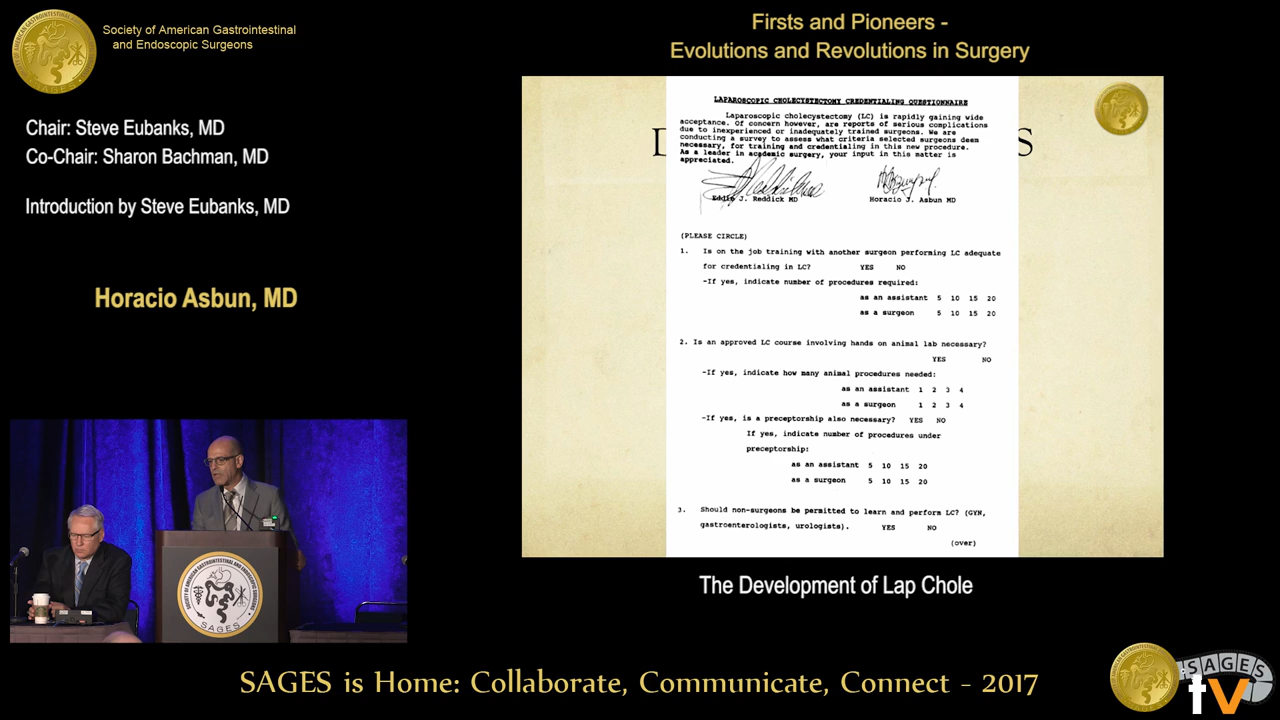 Society of American Gastrointestinal
and Endoscopic Surgeons
Chair: Steve Eubanks, MD
Co-Chair: Sharon Bachman, MD
Introduction by Steve Eubanks, MD
Horacio Asbun, MD
Firsts and Pioneers -
Evolutions and Revolutions in Surgery
LAPAROSCOPIC CHOLECYSTECTOMY CREDENTIALING QUESTIONNAIRE
Laparoscopic cholecystectomy (LC) is rapidly gaining wide
acceptance. Of concern however, are reports of serious complications
due to inexperienced or inadequately trained surgeons. We are
conducting a survey to assess what criteria selected surgeons deem
necessary, for training and credentialing in this new procedure.
As a leader in academic surgery, your input in this matter is
appreciated.
Eddie J. Reddick MD
Horacio J. Asbun MD
(PLEASE CIRCLE)
1. Is on the job training with another surgeon performing LC adequate
for credentialing in LC? YES NO
-If yes, indicate number of procedures required:
as an assistant 5 10 15 20
as a surgeon 5 10 15 20
2. Is an approved LC course involving hands on animal lab necessary?
YES NO
-If yes, indicate how many animal procedures needed:
as an assistant 1 2 3 4
as a surgeon 1 2 3 4
-If yes, is a preceptorship also necessary? YES NO
If yes, indicate number of procedures under
preceptorship:
as an assistant 5 10 15 20
as a surgeon 5 10 15 20
3. Should non-surgeons be permitted to learn and perform LC? (GYN,
gastroenterologists, urologists). YES NO
(over)
The Development of Lap Chole
SAGES
SAGES is Home: Collaborate, Communicate, Connect - 2017
SAGES
tv